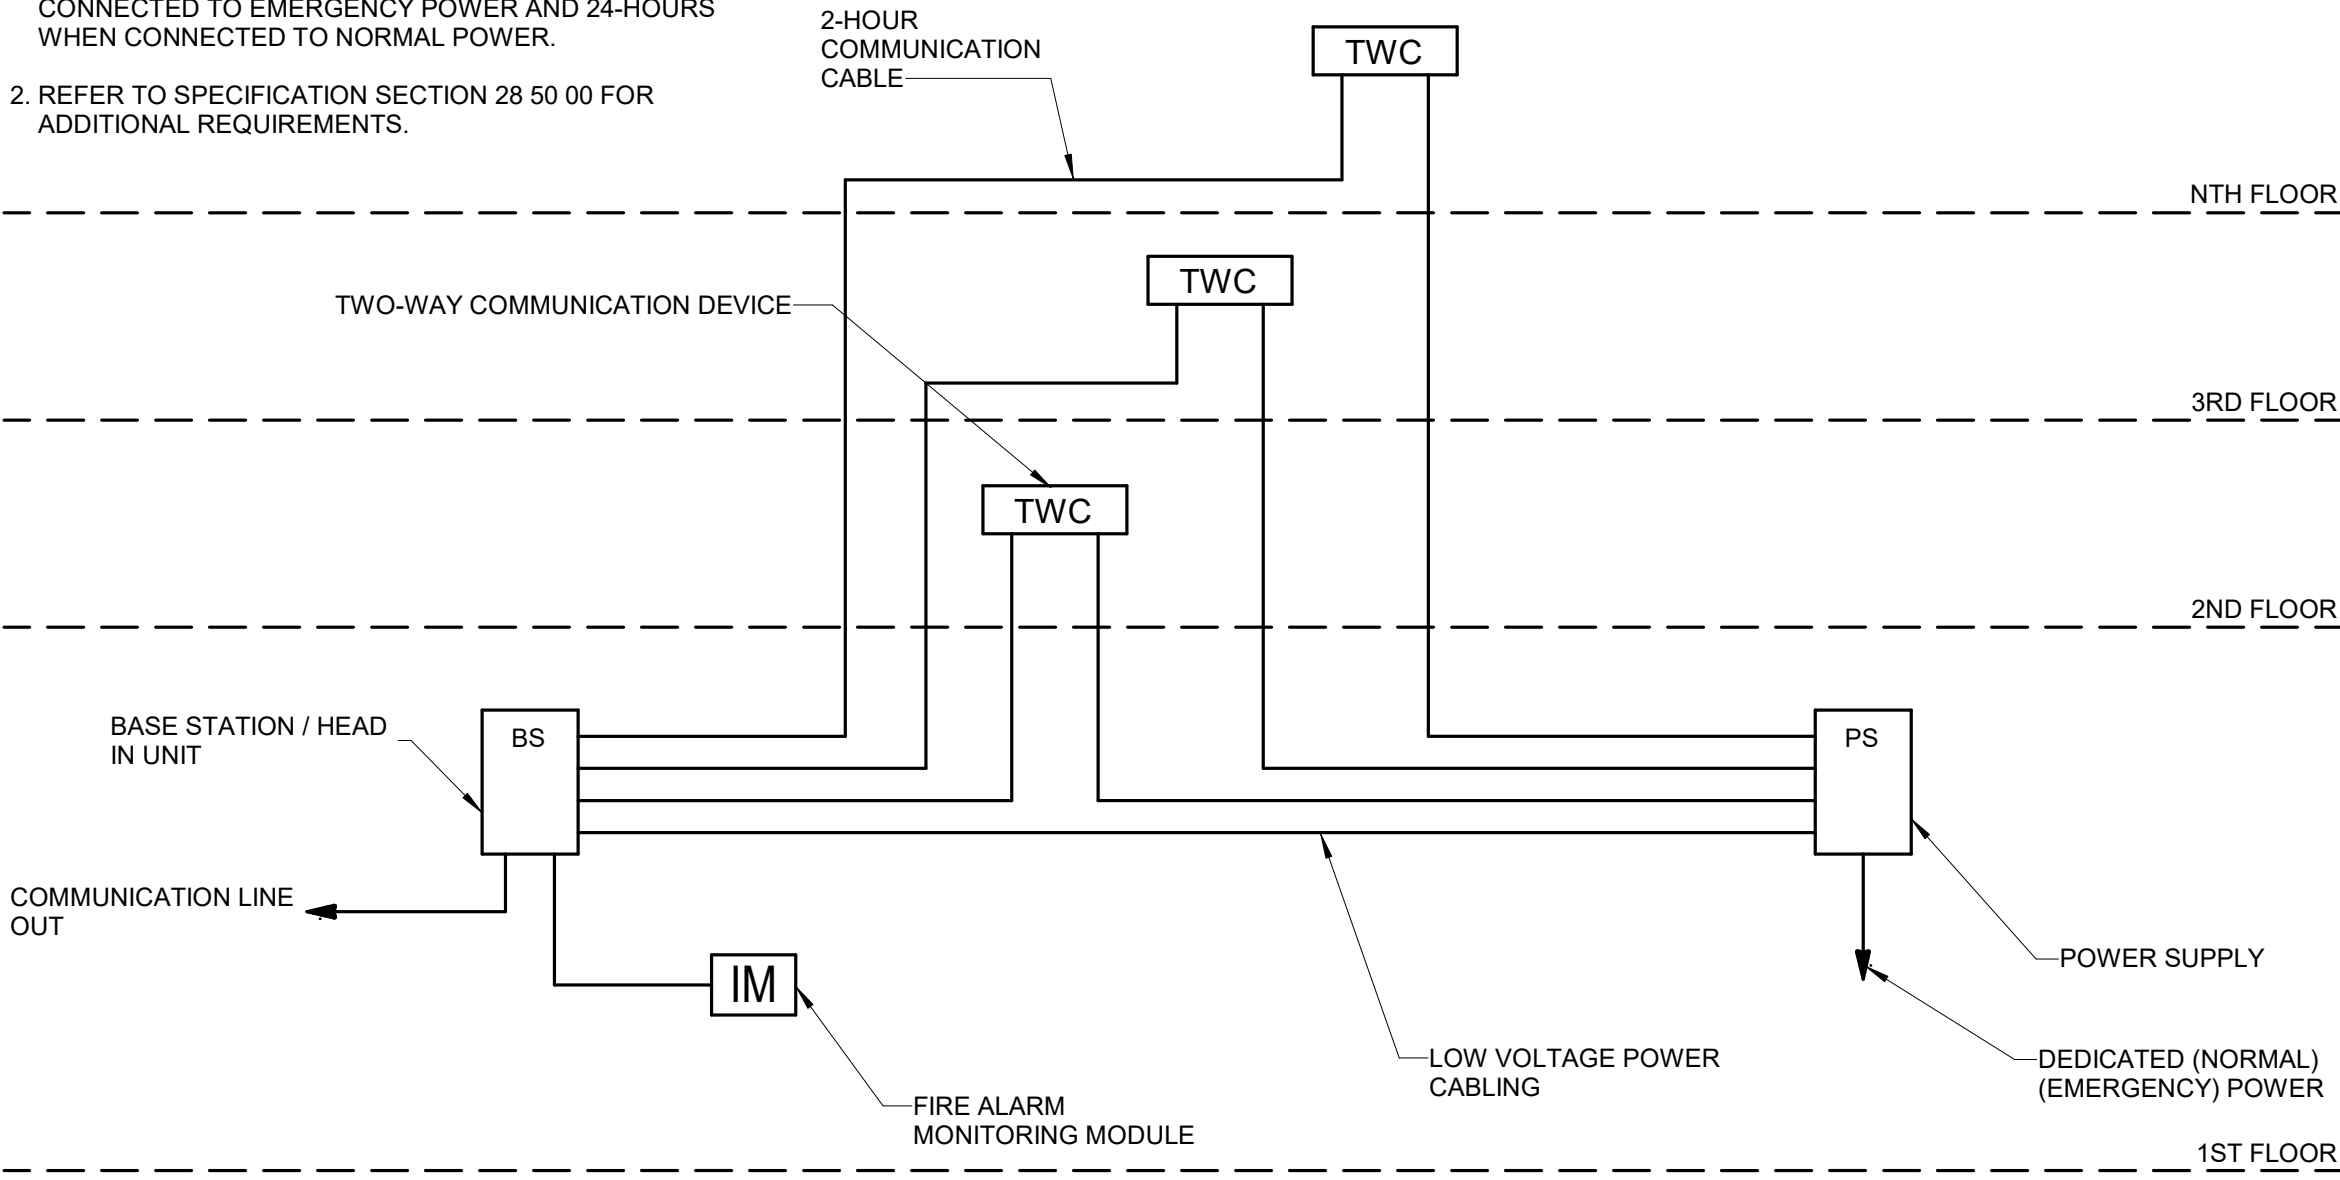 CONNECTED TO EMERGENCY POWER AND 24-HOURS
WHEN CONNECTED TO NORMAL POWER.
2. REFER TO SPECIFICATION SECTION 28 50 00 FOR
ADDITIONAL REQUIREMENTS.
2-HOUR
COMMUNICATION
CABLE
TWC
NTH FLOOR
TWC
TWO-WAY COMMUNICATION DEVICE
3RD FLOOR
TWC
2ND FLOOR
BASE STATION / HEAD
IN UNIT
BS
PS
COMMUNICATION LINE
OUT
IM
POWER SUPPLY
LOW VOLTAGE POWER
CABLING
DEDICATED (NORMAL)
(EMERGENCY) POWER
FIRE ALARM
MONITORING MODULE
1ST FLOOR